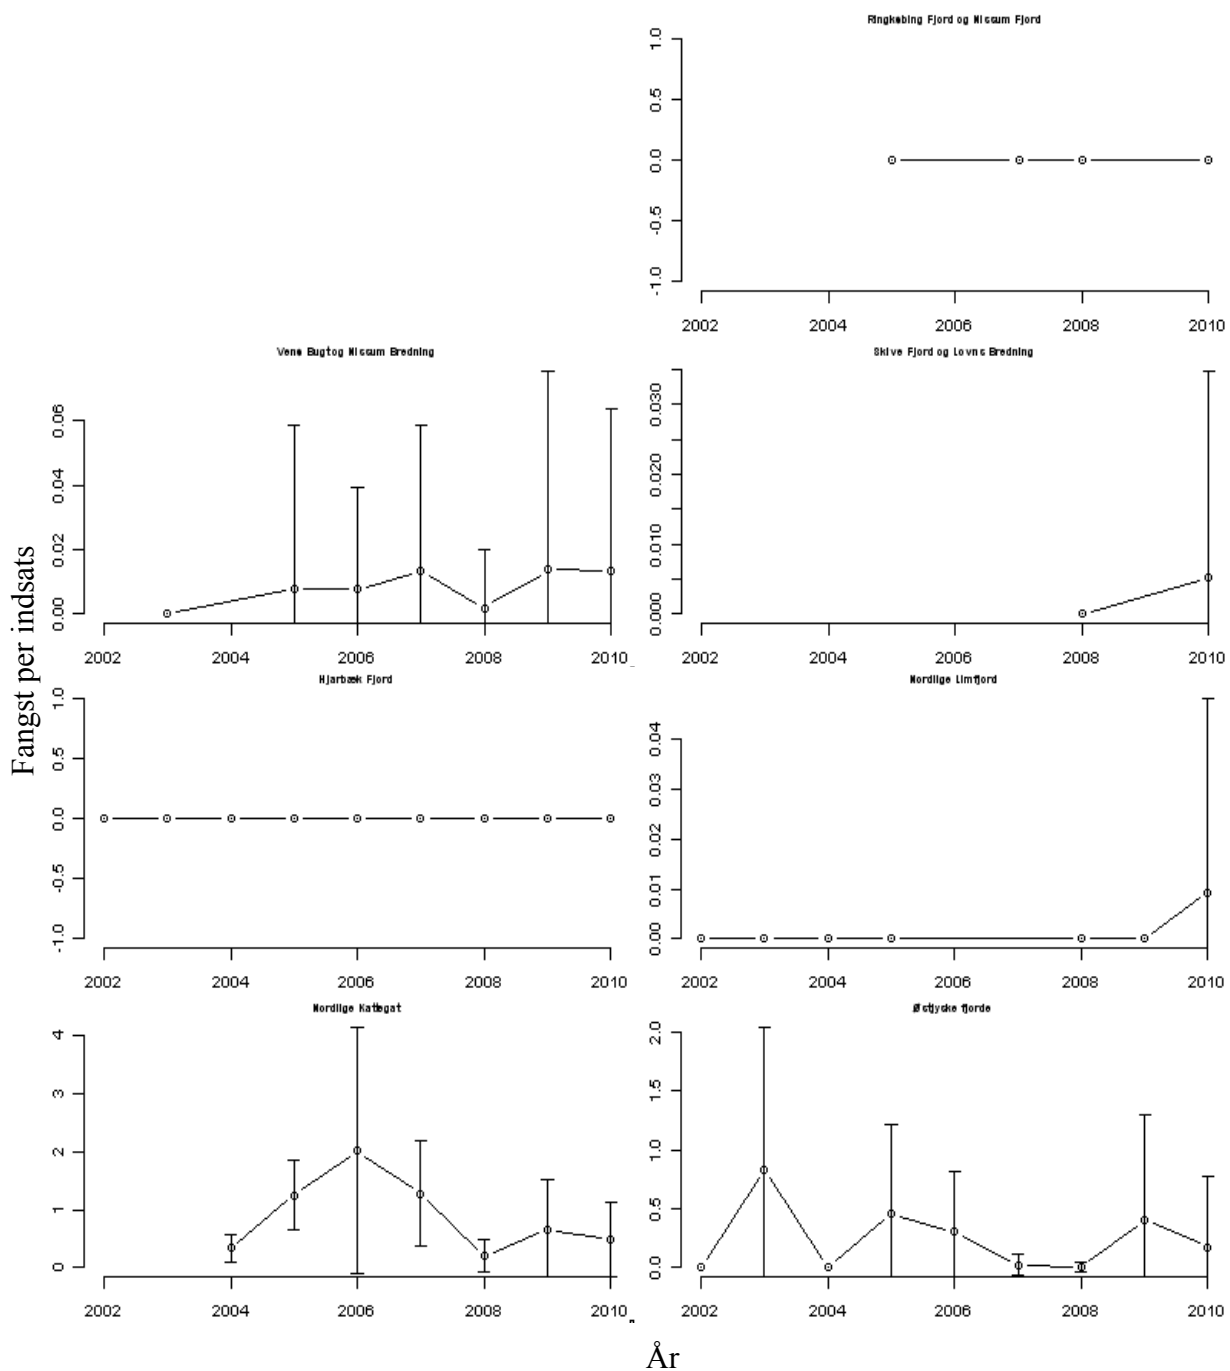 Ringkøbing Fjord og Nissum Fjord
-1.0 -0.5 0.0 0.5 1.0
2002 2004 2006 2008 2010
Venø Bugt og Nissum Bredning
0.00 0.02 0.04 0.06
2002 2004 2006 2008 2010
Skive Fjord og Lovns Bredning
0.000 0.010 0.020 0.030
2002 2004 2006 2008 2010
Fangst per indsats
Hjarbæk Fjord
-1.0 -0.5 0.0 0.5 1.0
2002 2004 2006 2008 2010
Nordlige Limfjord
0.00 0.01 0.02 0.03 0.04
2002 2004 2006 2008 2010
Nordlige Kattegat
0 1 2 3 4
2002 2004 2006 2008 2010
Østjyske fjorde
0.0 0.5 1.0 1.5 2.0
2002 2004 2006 2008 2010
År